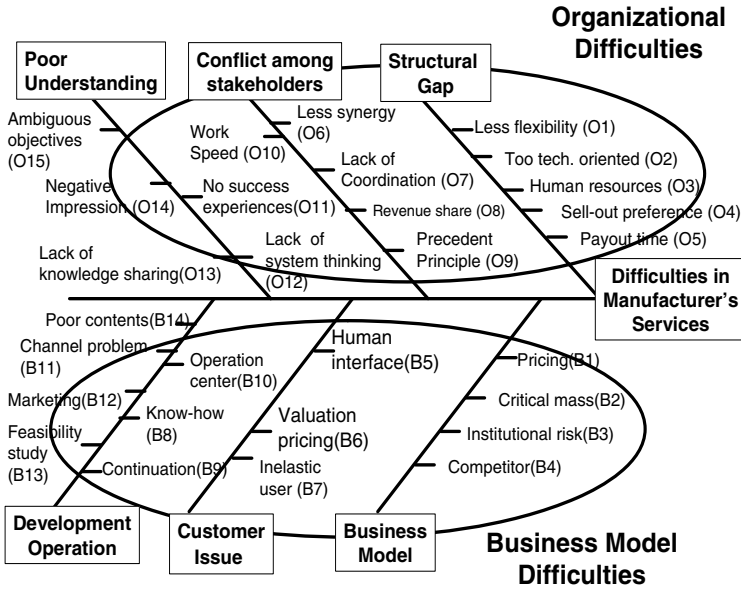 Organizational
Difficulties
Poor
Understanding
Conflict among
stakeholders
Structural
Gap
Ambiguous
objectives
(O15)
Negative
Impression(O14)
Lack of
knowledge sharing(O13)
Work
Speed (O10)
No success
experiences(O11)
Lack of
system thinking
(O12)
Less synergy
(O6)
Lack of
Coordination (O7)
Revenue share (O8)
Precedent
Principle (O9)
Less flexibility (O1)
Too tech. oriented (O2)
Human resources (O3)
Sell-out preference (O4)
Payout time (O5)
Difficulties in
Manufacturer's
Services
Poor contents(B14)
Channel problem
(B11)
Marketing(B12)
Feasibility
study
(B13)
Operation
center(B10)
Know-how
(B8)
Continuation(B9)
Human
interface(B5)
Valuation
pricing(B6)
Inelastic
user (B7)
Pricing(B1)
Critical mass(B2)
Institutional risk(B3)
Competitor(B4)
Development
Operation
Customer
Issue
Business
Model
Business Model
Difficulties